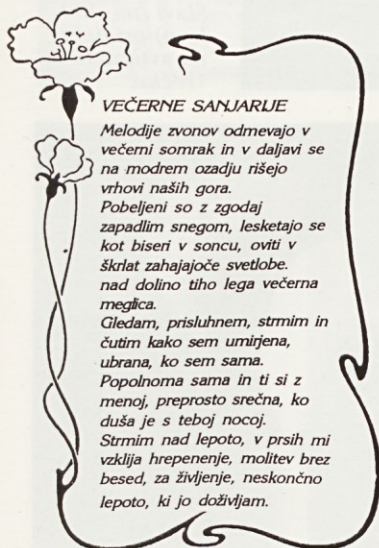 VEČERNE SANJARIJE
Melodije zvonov odmevajo v
večerni somrak in v daljavi se
na modrem ozadju rišejo
vrhovi naših gora.
Pobeljeni so z zgodaj
zapadlim snegom, lesketajo se
kot biseri v soncu, oviti v
škrlat zahajajoče svetlobe.
nad dolino tiho lega večerna
meglica.
Gledam, prisluhnem, strmim in
čutim kako sem umirjena,
ubrana, ko sem sama.
Popolnoma sama in ti si z
menoj, preprosto srečna, ko
duša je s teboj nocoj.
Strmim nad lepoto, v prsih mi
vzklija hrepenenje, molitev brez
besed, za življenje, neskončno
lepoto, ki jo doživljam.